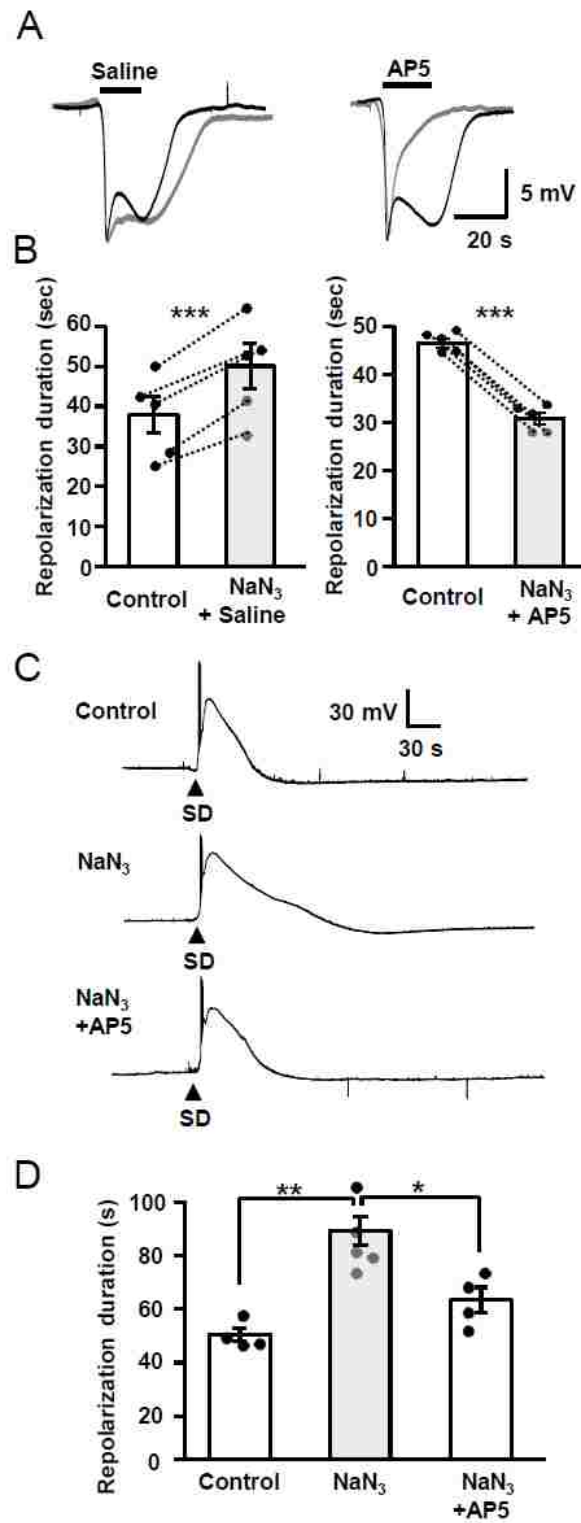 A
Saline
AP5
5 mV
20 s
B
Repolarization duration (sec)
60
50
40
30
20
10
0
***
Control
NaN₃
+ Saline
Repolarization duration (sec)
50
40
30
20
10
0
***
Control
NaN₃
+ AP5
C
Control
30 mV
30 s
SD
NaN₃
SD
NaN₃
+AP5
SD
D
Repolarization duration (s)
100
80
60
40
20
0
**
*
Control
NaN₃
NaN₃
+AP5